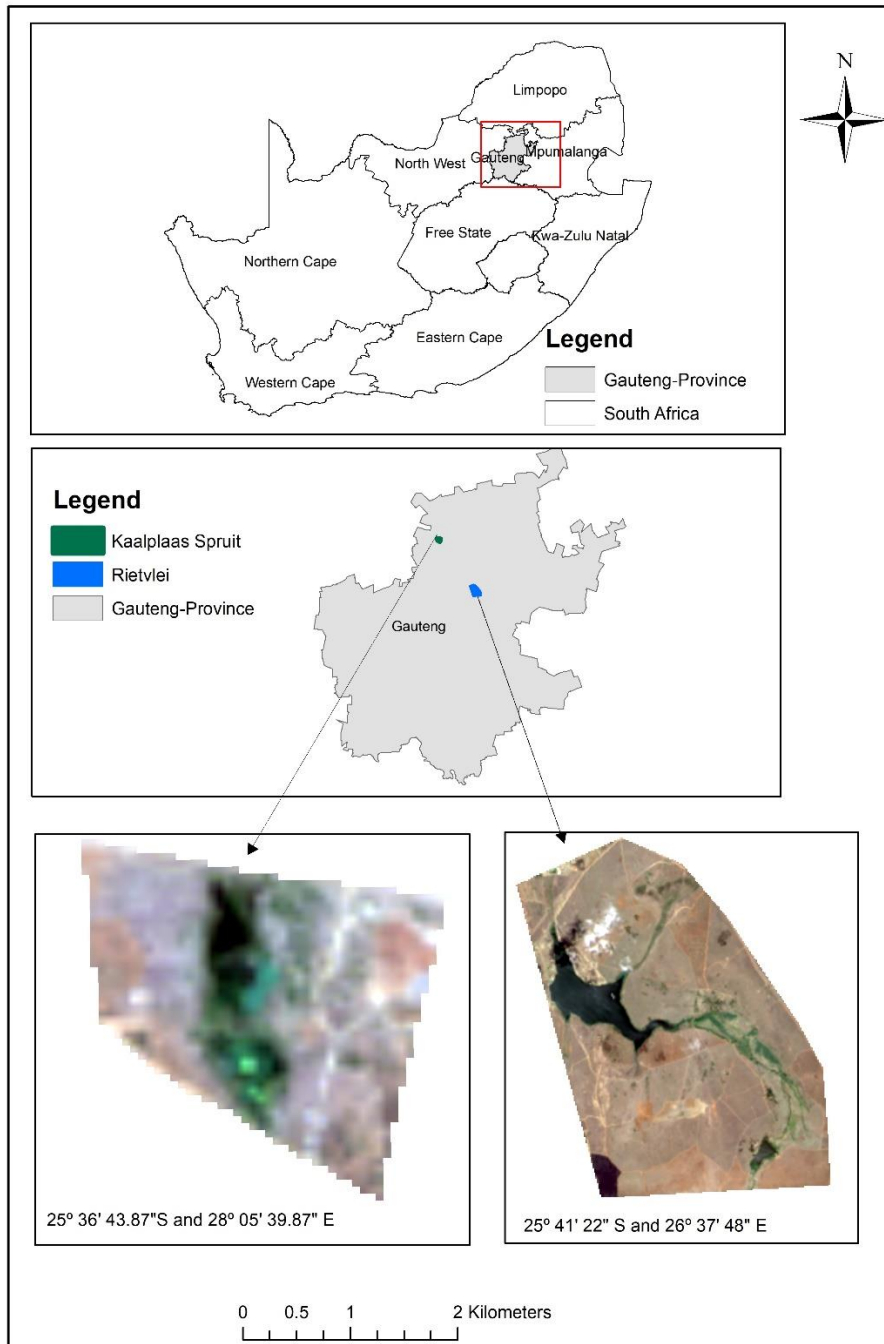 N
Limpopo
North West
Gauteng
Mpumalanga
Free State
Kwa-Zulu Natal
Northern Cape
Eastern Cape
Western Cape
Legend
Gauteng-Province
South Africa
Legend
Kaalplaas Spruit
Rietvlei
Gauteng-Province
Gauteng
25º 36' 43.87"S and 28º 05' 39.87" E
25º 41' 22" S and 26º 37' 48" E
0 0.5 1 2 Kilometers